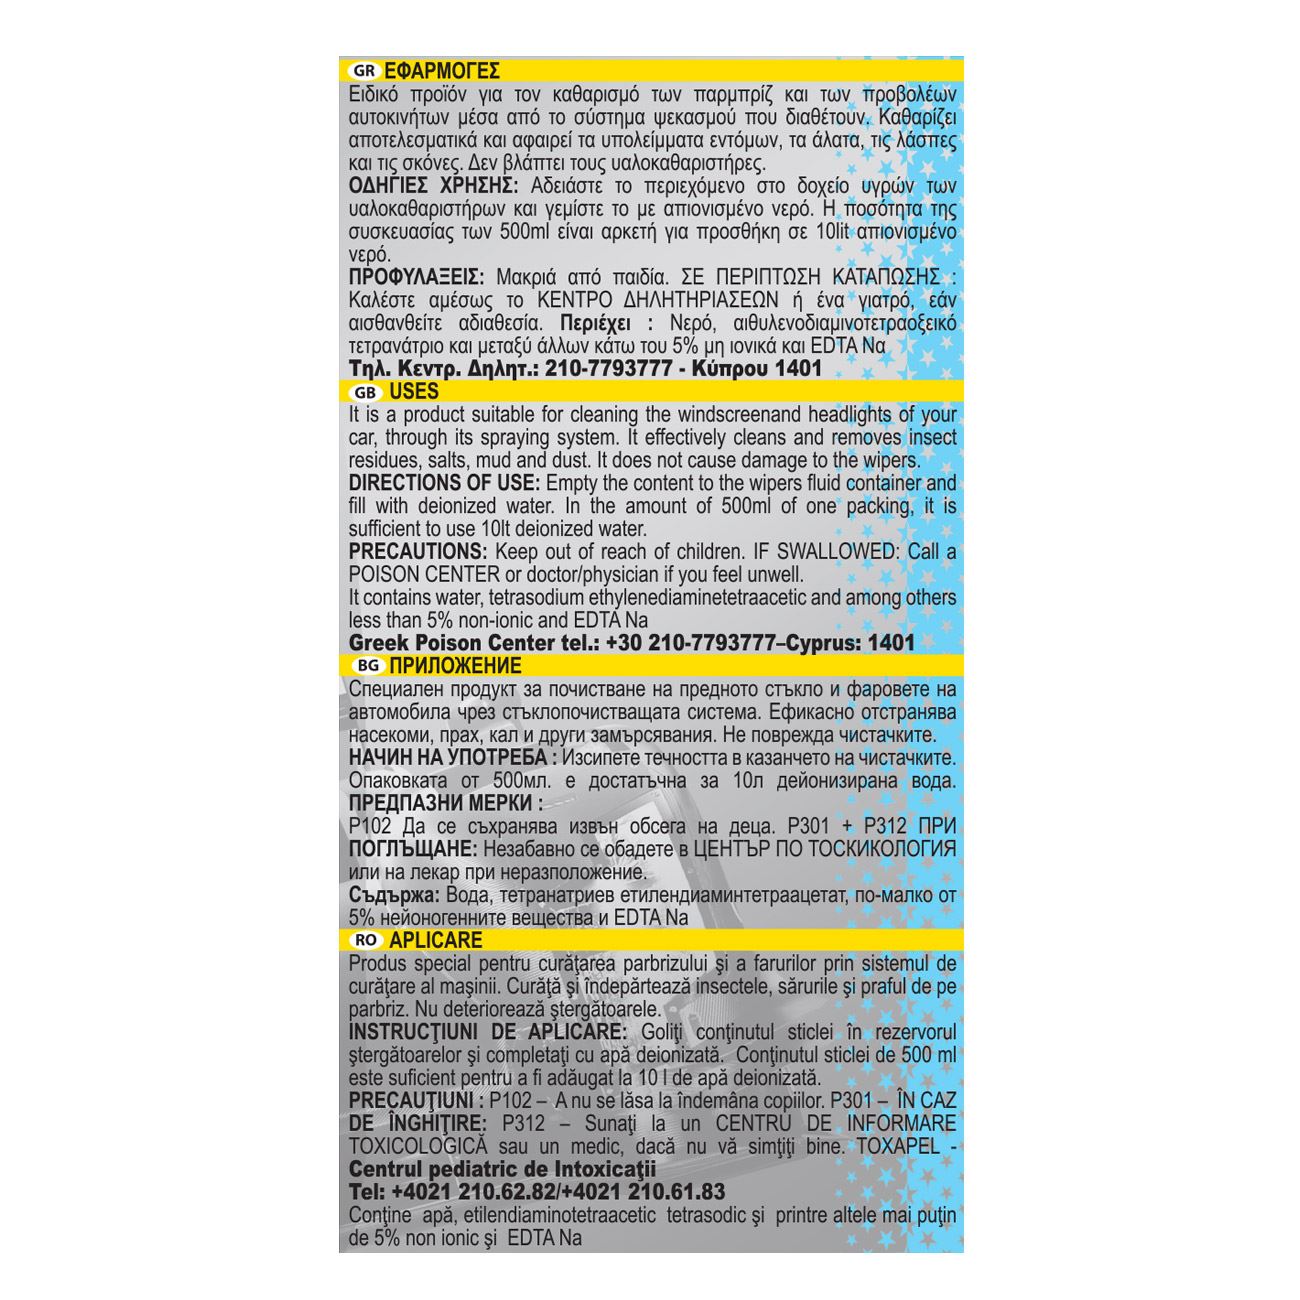 GR ΕΦΑΡΜΟΓΕΣ
Ειδικό προϊόν για τον καθαρισμό των παρμπρίζ και των προβολέων
αυτοκινήτων μέσα από το σύστημα ψεκασμού που διαθέτουν. Καθαρίζει
αποτελεσματικά και αφαιρεί τα υπολείμματα εντόμων, τα άλατα, τις λάσπες
και τις σκόνες. Δεν βλάπτει τους υαλοκαθαριστήρες.
ΟΔΗΓΙΕΣ ΧΡΗΣΗΣ: Αδειάστε το περιεχόμενο στο δοχείο υγρών των
υαλοκαθαριστήρων και γεμίστε το με απιονισμένο νερό. Η ποσότητα της
συσκευασίας των 500ml είναι αρκετή για προσθήκη σε 10lit απιονισμένο
νερό.
ΠΡΟΦΥΛΑΞΕΙΣ: Μακριά από παιδία. ΣΕ ΠΕΡΙΠΤΩΣΗ ΚΑΤΑΠΩΣΗΣ :
Καλέστε αμέσως το ΚΕΝΤΡΟ ΔΗΛΗΤΗΡΙΑΣΕΩΝ ή ένα γιατρό, εάν
αισθανθείτε αδιαθεσία. Περιέχει : Νερό, αιθυλενοδιαμινοτετραοξεικό
τετρανάτριο και μεταξύ άλλων κάτω του 5% μη ιονικά και EDTA Na
Τηλ. Κεντρ. Δηλητ.: 210-7793777 - Κύπρου 1401
GB USES
It is a product suitable for cleaning the windscreenand headlights of your
car, through its spraying system. It effectively cleans and removes insect
residues, salts, mud and dust. It does not cause damage to the wipers.
DIRECTIONS OF USE: Empty the content to the wipers fluid container and
fill with deionized water. In the amount of 500ml of one packing, it is
sufficient to use 10lt deionized water.
PRECAUTIONS: Keep out of reach of children. IF SWALLOWED: Call a
POISON CENTER or doctor/physician if you feel unwell.
It contains water, tetrasodium ethylenediaminetetraacetic and among others
less than 5% non-ionic and EDTA Na
Greek Poison Center tel.: +30 210-7793777–Cyprus: 1401
BG ПРИЛОЖЕНИЕ
Специален продукт за почистване на предното стъкло и фаровете на
автомобила чрез стъклопочистващата система. Ефикасно отстранява
насекоми, прах, кал и други замърсявания. Не поврежда чистачките.
НАЧИН НА УПОТРЕБА : Изсипете течността в казанчето на чистачките.
Опаковката от 500мл. е достатъчна за 10л дейонизирана вода.
ПРЕДПАЗНИ МЕРКИ :
P102 Да се съхранява извън обсега на деца. P301 + P312 ПРИ
ПОГЛЪЩАНЕ: Незабавно се обадете в ЦЕНТЪР ПО ТОСКИКОЛОГИЯ
или на лекар при неразположение.
Съдържа: Вода, тетранатриев етилендиаминтетраацетат, по-малко от
5% нейоногенните вещества и EDTA Na
RO APLICARE
Produs special pentru curăţarea parbrizului şi a farurilor prin sistemul de
curăţare al maşinii. Curăţă şi îndepărtează insectele, sărurile şi praful de pe
parbriz. Nu deteriorează ştergătoarele.
INSTRUCŢIUNI DE APLICARE: Goliţi conţinutul sticlei în rezervorul
ştergătoarelor şi completaţi cu apă deionizată. Conţinutul sticlei de 500 ml
este suficient pentru a fi adăugat la 10 l de apă deionizată.
PRECAUŢIUNI : P102 – A nu se lăsa la îndemâna copiilor. P301 – ÎN CAZ
DE ÎNGHIŢIRE: P312 – Sunaţi la un CENTRU DE INFORMARE
TOXICOLOGICĂ sau un medic, dacă nu vă simţiţi bine. TOXAPEL -
Centrul pediatric de Intoxicaţii
Tel: +4021 210.62.82/+4021 210.61.83
Conţine apă, etilendiaminotetraacetic tetrasodic şi printre altele mai puţin
de 5% non ionic şi EDTA Na